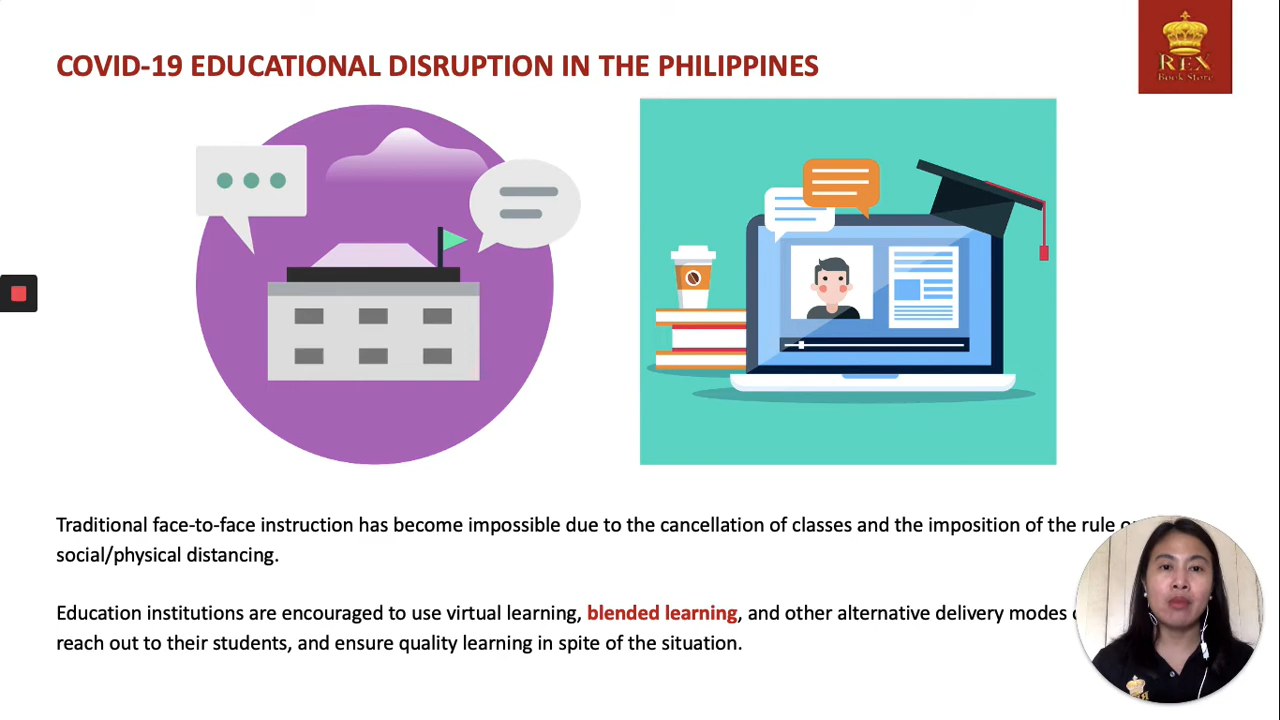 COVID-19 EDUCATIONAL DISRUPTION IN THE PHILIPPINES
REX
Book Store
Traditional face-to-face instruction has become impossible due to the cancellation of classes and the imposition of the rule
social/physical distancing.
Education institutions are encouraged to use virtual learning, blended learning, and other alternative delivery modes
reach out to their students, and ensure quality learning in spite of the situation.